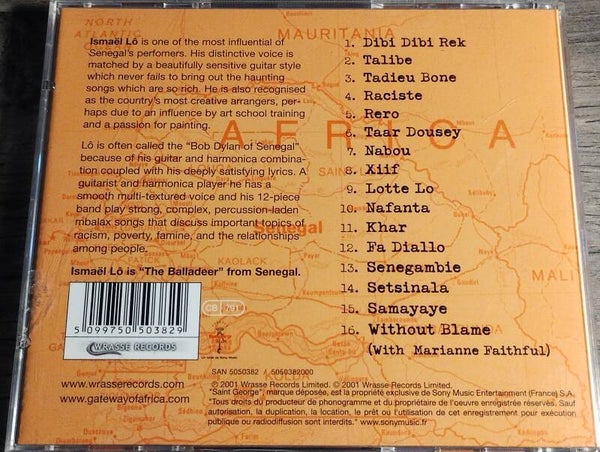 Ismaël Lô is one of the most influential of
Senegal's perfomers. His distinctive voice is
matched by a beautifully sensitive guitar style
which never fails to bring out the haunting
songs which are so rich. He is also recognised
as the country's most creative arrangers, per-
haps due to an influence by art school training
and a passion for painting.
Lô is often called the "Bob Dylan of Senegal"
because of his guitar and harmonica combina-
tion coupled with his deeply satisfying lyrics. A
guitarist and harmonica player he has a
smooth multi-textured voice and his 12-piece
band play strong, complex, percussion-laden
mbalax songs that discuss important topics of
racism, poverty, famine, and the relationships
among people.
Ismaël Lô is "The Balladeer" from Senegal.
1. Dibi Dibi Rek
2. Talibe
3. Tadieu Bone
4. Raciste
5. Rero
6. Taar Dousey
7. Nabou
8. Xiif
9. Lotte Lo
10. Nafanta
11. Khar
12. Fa Diallo
13. Senegambie
14. Setsinala
15. Samayaye
16. Without Blame
(With Marianne Faithful)
NORTH
ATLANTIC
MAURITANIA
AFRICA
SAINT-LOUIS
Senegal
FATICK
KAOLACK
MALI
5 099750 503829
WRASSE RECORDS
CB 791
www.wrasserecords.com
www.gatewayofafrica.com
SAN 5050382 / 5050382000
℗ 2001 Wrasse Records Limited. © 2001 Wrasse Records Limited.
"Saint George", marque déposée, est la propriété exclusive de Sony Music Entertainment (France) S.A.
"Tous droits du producteur de phonogramme et du propriétaire de l'oeuvre enregistrée réservés. Sauf
autorisation, la duplication, la location, le prêt ou l'utilisation de cet enregistrement pour exécution
publique ou radiodiffusion sont interdits." www.sonymusic.fr